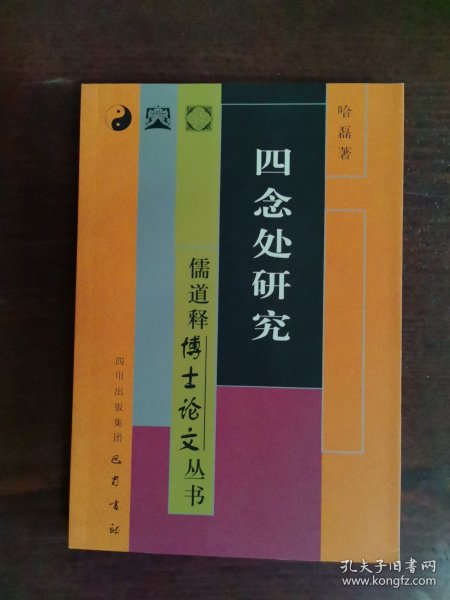 哈磊著
四念处研究
儒道释博士论文丛书
四川出版集团 巴蜀书社
孔夫子旧书网
www.kongfz.com